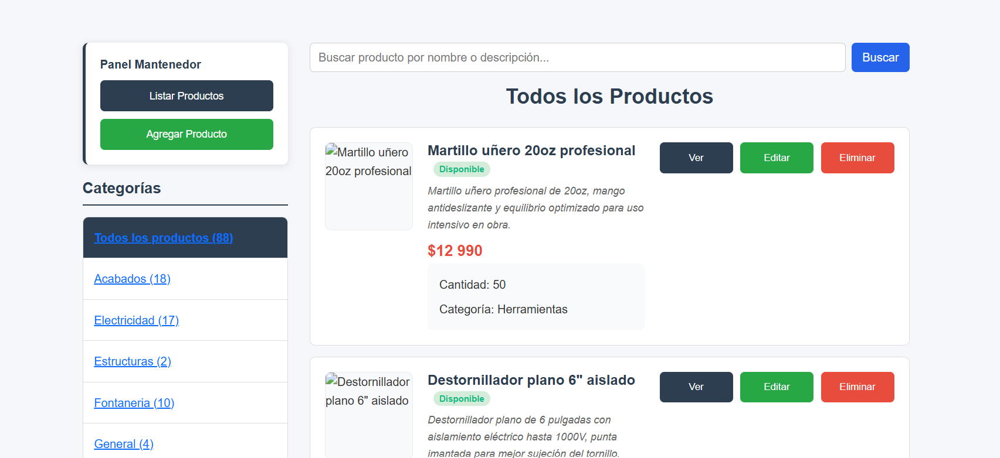 Panel Mantenedor
Listar Productos
Agregar Producto
Categorías
Todos los productos (88)
Acabados (18)
Electricidad (17)
Estructuras (2)
Fontaneria (10)
General (4)
Buscar producto por nombre o descripción...
Buscar
Todos los Productos
Martillo uñero
20oz profesional
Martillo uñero 20oz profesional
Disponible
Martillo uñero profesional de 20oz, mango
antideslizante y equilibrio optimizado para uso
intensivo en obra.
$12 990
Cantidad: 50
Categoría: Herramientas
Ver
Editar
Eliminar
Destornillador
plano 6" aislado
Destornillador plano 6" aislado
Disponible
Destornillador plano de 6 pulgadas con
aislamiento eléctrico hasta 1000V, punta
imantada para mejor sujeción del tornillo.
Ver
Editar
Eliminar